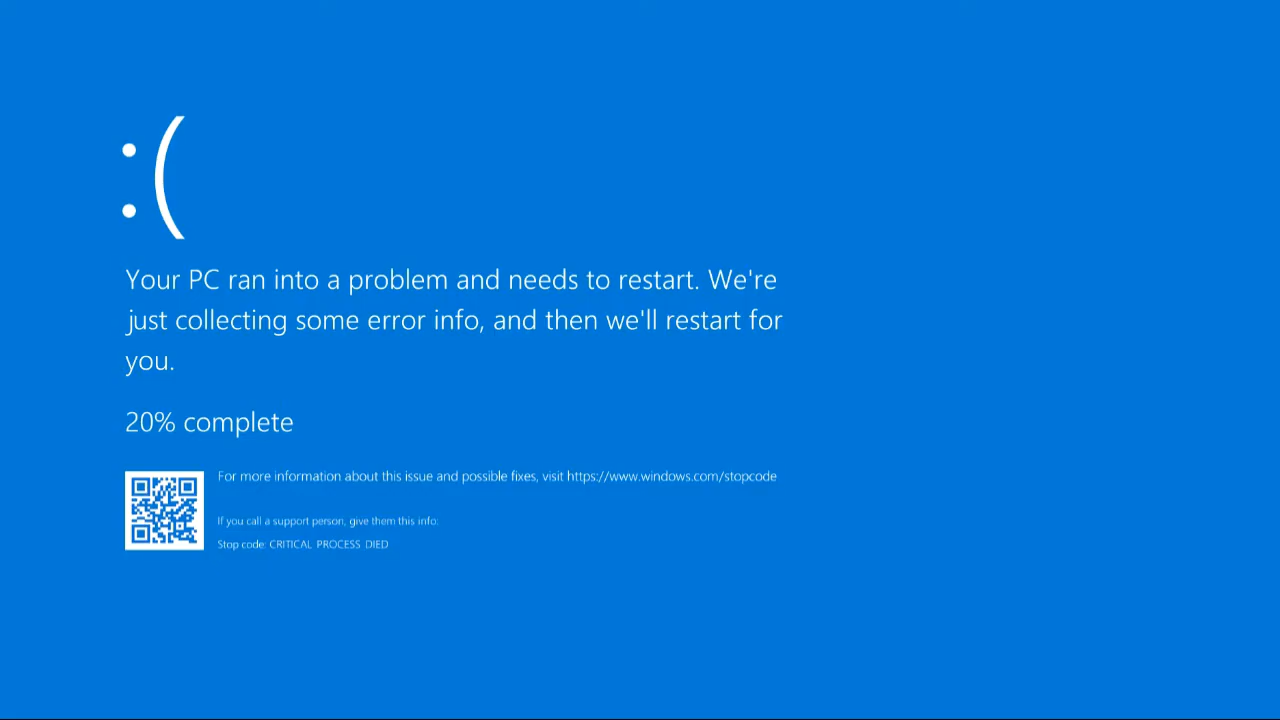 :(
Your PC ran into a problem and needs to restart. We're
just collecting some error info, and then we'll restart for
you.
20% complete
For more information about this issue and possible fixes, visit https://www.windows.com/stopcode
If you call a support person, give them this info:
Stop code: CRITICAL_PROCESS_DIED